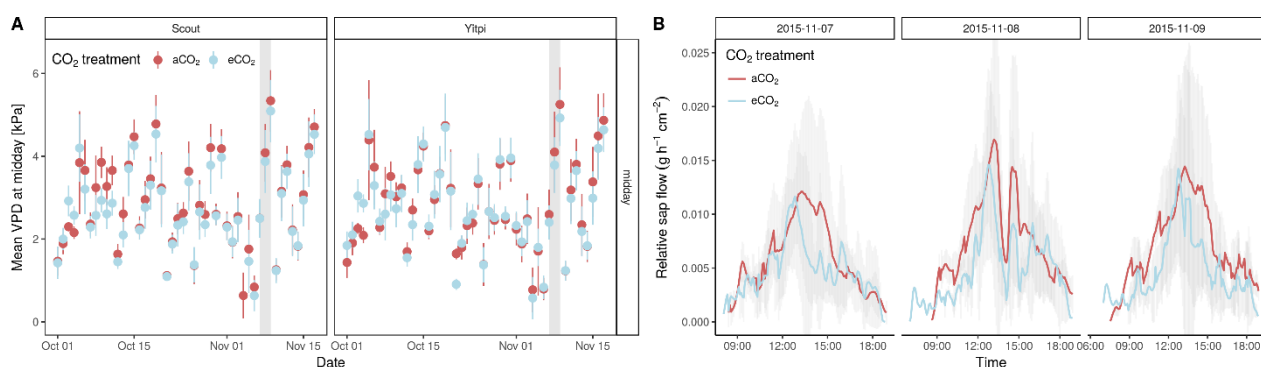 A
Scout
Yitpi
CO₂ treatment aCO₂ eCO₂
Mean VPD at midday [kPa]
6
4
2
0
midday
Oct 01 Oct 15 Nov 01 Nov 15 Oct 01 Oct 15 Nov 01 Nov 15
Date
B
2015-11-07 2015-11-08 2015-11-09
CO₂ treatment
aCO₂
eCO₂
Relative sap flow (g h⁻¹ cm⁻²)
0.025
0.020
0.015
0.010
0.005
0.000
09:00 12:00 15:00 18:00 09:00 12:00 15:00 18:00 06:00 09:00 12:00 15:00 18:00
Time